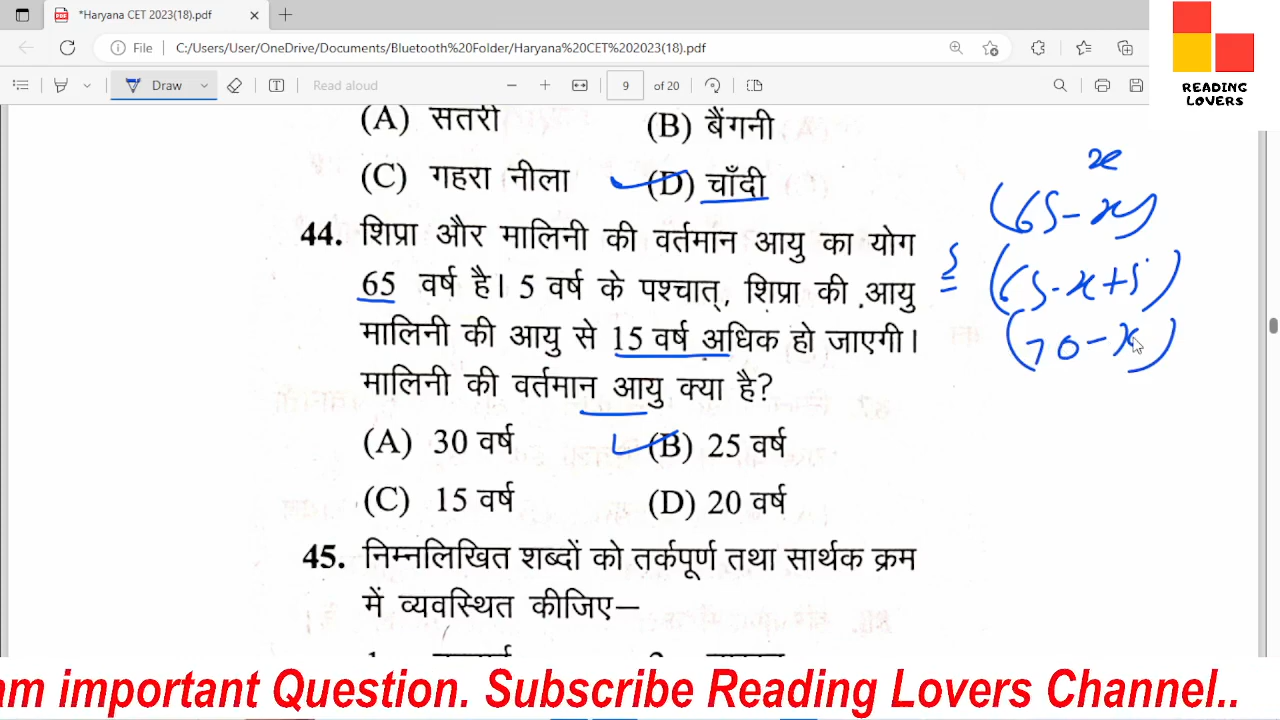 *Haryana CET 2023(18).pdf
File C:/Users/User/OneDrive/Documents/Bluetooth%20Folder/Haryana%20CET%202023(18).pdf
Draw Read aloud 9 of 20
READING
LOVERS
(A) सतरी (B) बैंगनी
(C) गहरा नीला (D) चाँदी
44. शिप्रा और मालिनी की वर्तमान आयु का योग
65 वर्ष है। 5 वर्ष के पश्चात्, शिप्रा की आयु
मालिनी की आयु से 15 वर्ष अधिक हो जाएगी।
मालिनी की वर्तमान आयु क्या है?
(A) 30 वर्ष (B) 25 वर्ष
(C) 15 वर्ष (D) 20 वर्ष
x
(65-x)
5 (65-x+5)
(70-x)
45. निम्नलिखित शब्दों को तर्कपूर्ण तथा सार्थक क्रम
में व्यवस्थित कीजिए–
am important Question. Subscribe Reading Lovers Channel..